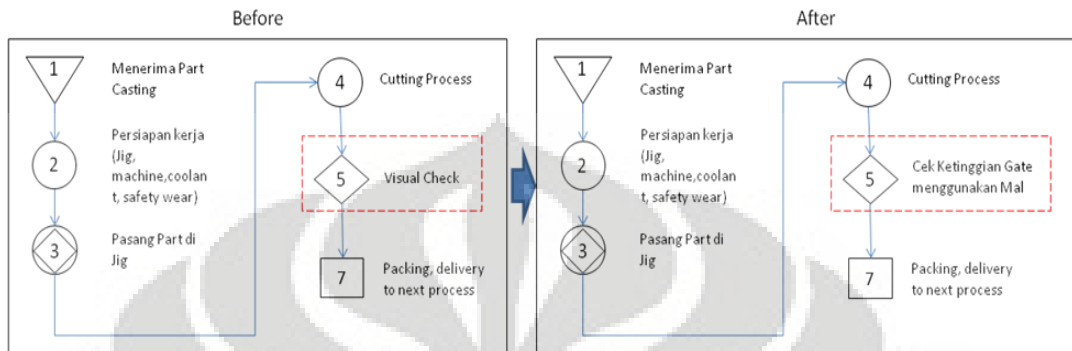 Before
1
Menerima Part
Casting
2
Persiapan kerja
(Jig,
machine,coolan
t, safety wear)
3
Pasang Part di
Jig
4
Cutting Process
5
Visual Check
7
Packing, delivery
to next process
After
1
Menerima Part
Casting
2
Persiapan kerja
(Jig,
machine,coolan
t, safety wear)
3
Pasang Part di
Jig
4
Cutting Process
5
Cek Ketinggian Gate
menggunakan Mal
7
Packing, delivery
to next process